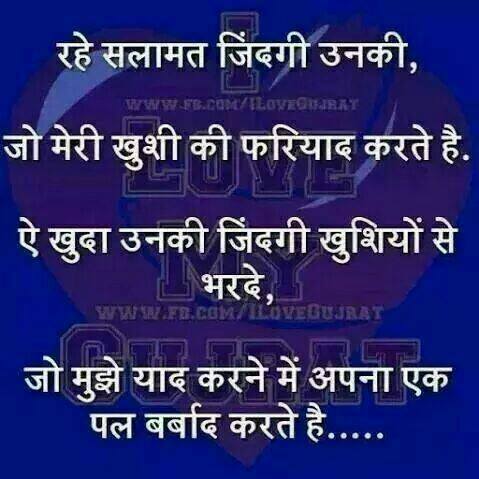 रहे सलामत जिंदगी उनकी,
WWW.FB.COM/ILOVEGUJRAT
जो मेरी खुशी की फरियाद करते है.
I
LOVE
ऐ खुदा उनकी जिंदगी खुशियों से
भरदे,
MY
WWW.FB.COM/ILOVEGUJRAT
GUJRAT
जो मुझे याद करने में अपना एक
पल बर्बाद करते है.....